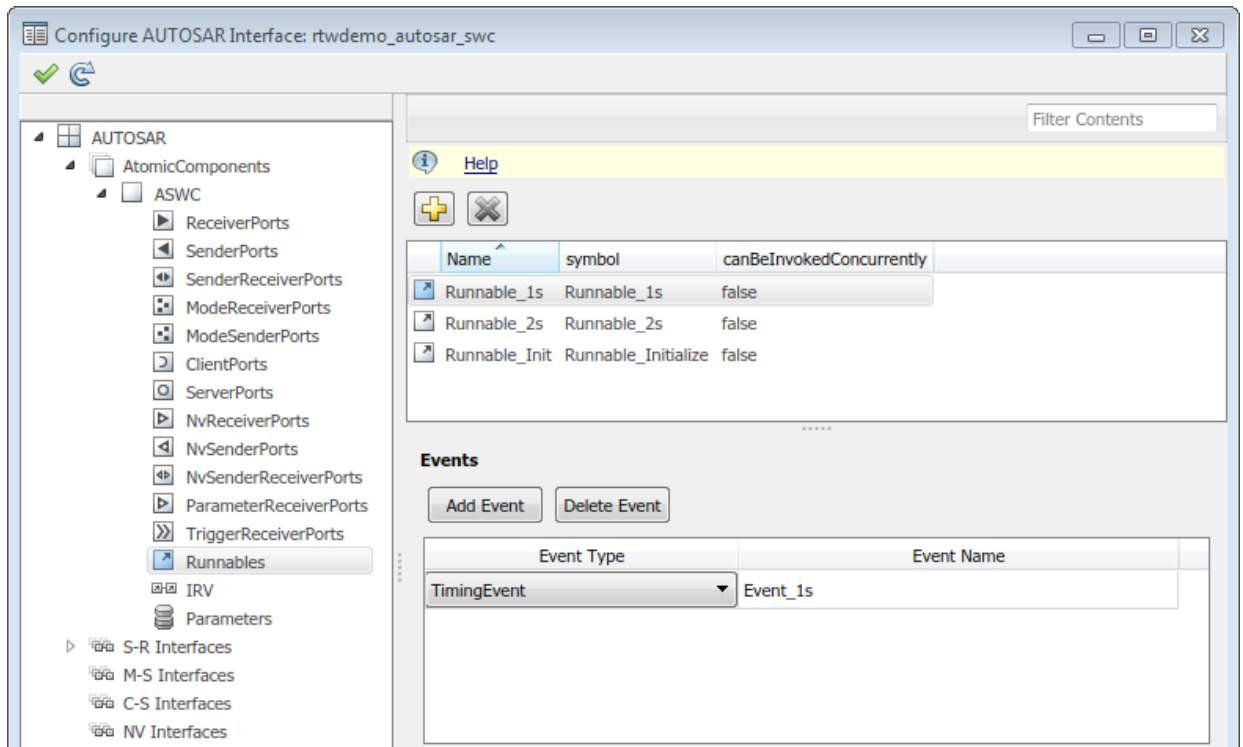 Configure AUTOSAR Interface: rtwdemo_autosar_swc
AUTOSAR
AtomicComponents
ASWC
ReceiverPorts
SenderPorts
SenderReceiverPorts
ModeReceiverPorts
ModeSenderPorts
ClientPorts
ServerPorts
NvReceiverPorts
NvSenderPorts
NvSenderReceiverPorts
ParameterReceiverPorts
TriggerReceiverPorts
Runnables
IRV
Parameters
S-R Interfaces
M-S Interfaces
C-S Interfaces
NV Interfaces
Filter Contents
Help
Name symbol canBeInvokedConcurrently
Runnable_1s Runnable_1s false
Runnable_2s Runnable_2s false
Runnable_Init Runnable_Initialize false
Events
Add Event Delete Event
Event Type Event Name
TimingEvent Event_1s